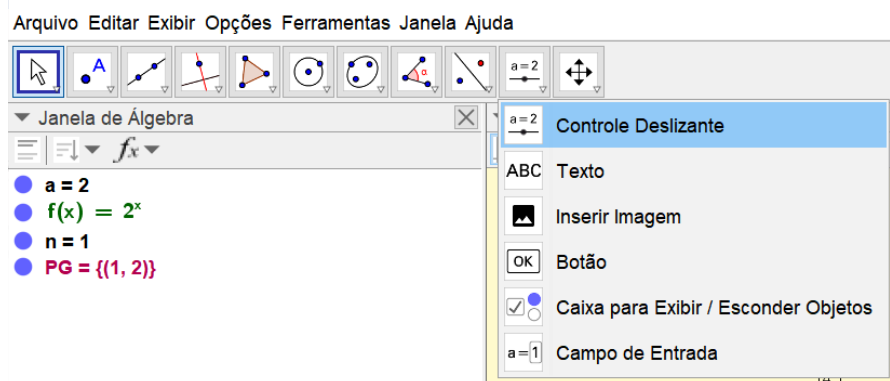 Arquivo Editar Exibir Opções Ferramentas Janela Ajuda
A
α
a = 2
Janela de Álgebra
fx
a = 2
f(x) = 2ˣ
n = 1
PG = {(1, 2)}
a = 2 Controle Deslizante
ABC Texto
Inserir Imagem
OK Botão
Caixa para Exibir / Esconder Objetos
a=1 Campo de Entrada